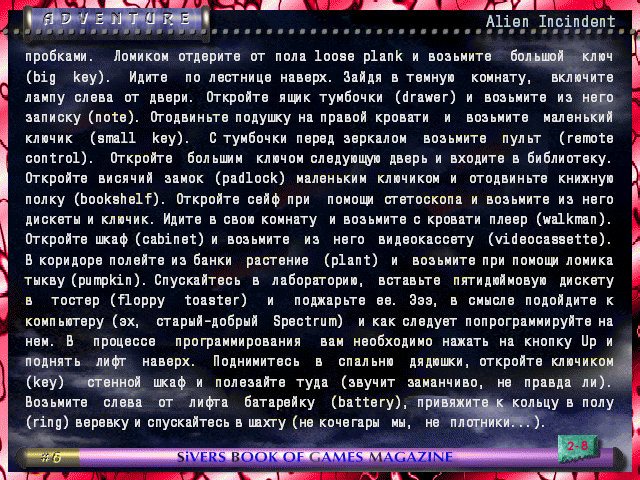 ADVENTURE
Alien Incindent
пробками. Ломиком отдерите от пола loose plank и возьмите большой ключ
(big key). Идите по лестнице наверх. Зайдя в темную комнату, включите
лампу слева от двери. Откройте ящик тумбочки (drawer) и возьмите из него
записку (note). Отодвиньте подушку на правой кровати и возьмите маленький
ключик (small key). С тумбочки перед зеркалом возьмите пульт (remote
control). Откройте большим ключом следующую дверь и входите в библиотеку.
Откройте висячий замок (padlock) маленьким ключиком и отодвиньте книжную
полку (bookshelf). Откройте сейф при помощи стетоскопа и возьмите из него
дискеты и ключик. Идите в свою комнату и возьмите с кровати плеер (walkman).
Откройте шкаф (cabinet) и возьмите из него видеокассету (videocassette).
В коридоре полейте из банки растение (plant) и возьмите при помощи ломика
тыкву (pumpkin). Спускайтесь в лабораторию, вставьте пятидюймовую дискету
в тостер (floppy toaster) и поджарьте ее. Эээ, в смысле подойдите к
компьютеру (эх, старый-добрый Spectrum) и как следует попрограммируйте на
нем. В процессе программирования вам необходимо нажать на кнопку Up и
поднять лифт наверх. Поднимитесь в спальню дядюшки, откройте ключиком
(key) стенной шкаф и полезайте туда (звучит заманчиво, не правда ли).
Возьмите слева от лифта батарейку (battery), привяжите к кольцу в полу
(ring) веревку и спускайтесь в шахту (не кочегары мы, не плотники...).
2-8
#6
SiVERS BOOK OF GAMES MAGAZINE